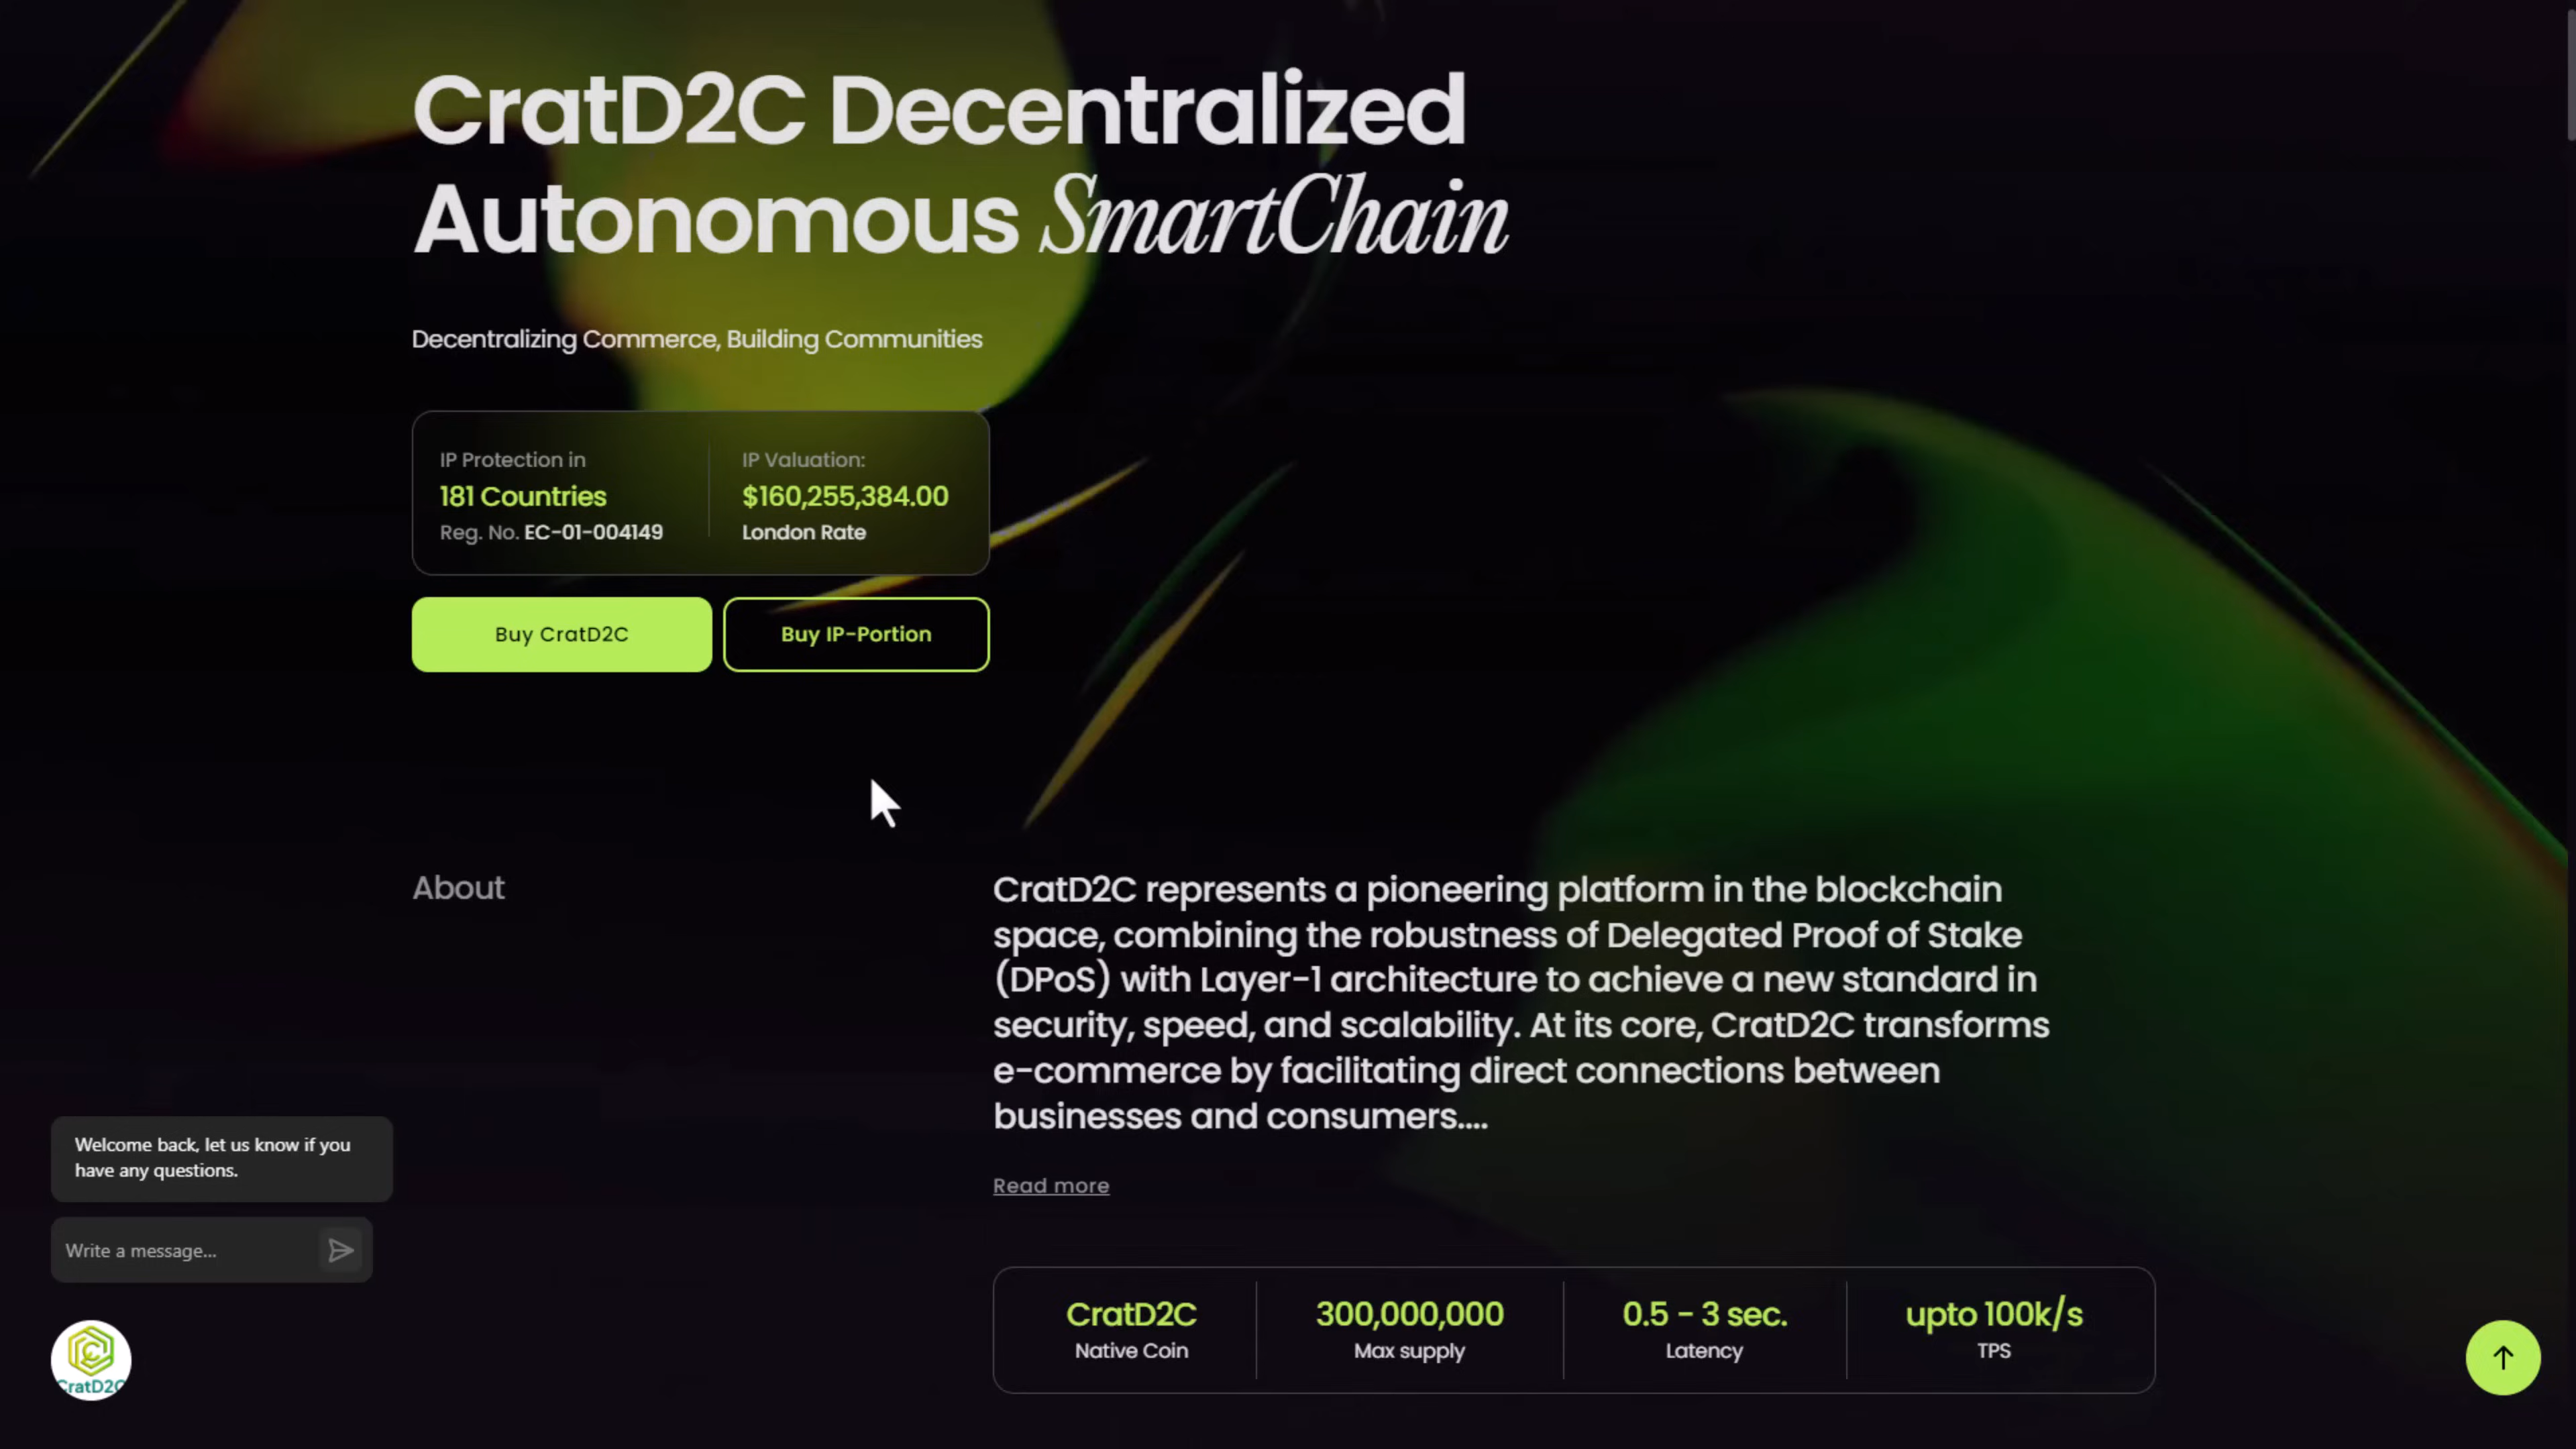 CratD2C Decentralized
Autonomous SmartChain
Decentralizing Commerce, Building Communities
IP Protection in
181 Countries
Reg. No. EC-01-004149
IP Valuation:
$160,255,384.00
London Rate
Buy CratD2C
Buy IP-Portion
About
CratD2C represents a pioneering platform in the blockchain
space, combining the robustness of Delegated Proof of Stake
(DPoS) with Layer-1 architecture to achieve a new standard in
security, speed, and scalability. At its core, CratD2C transforms
e-commerce by facilitating direct connections between
businesses and consumers....
Read more
Welcome back, let us know if you
have any questions.
Write a message...
CratD2C
CratD2C
Native Coin
300,000,000
Max supply
0.5 - 3 sec.
Latency
upto 100k/s
TPS